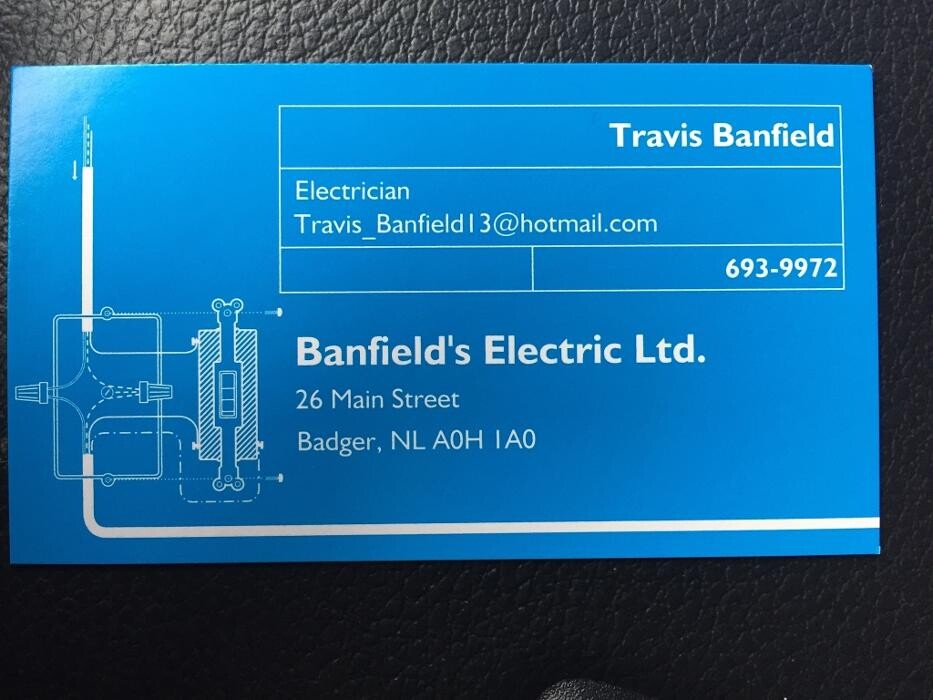 Travis Banfield
Electrician
Travis_Banfield13@hotmail.com
693-9972
Banfield's Electric Ltd.
26 Main Street
Badger, NL A0H 1A0